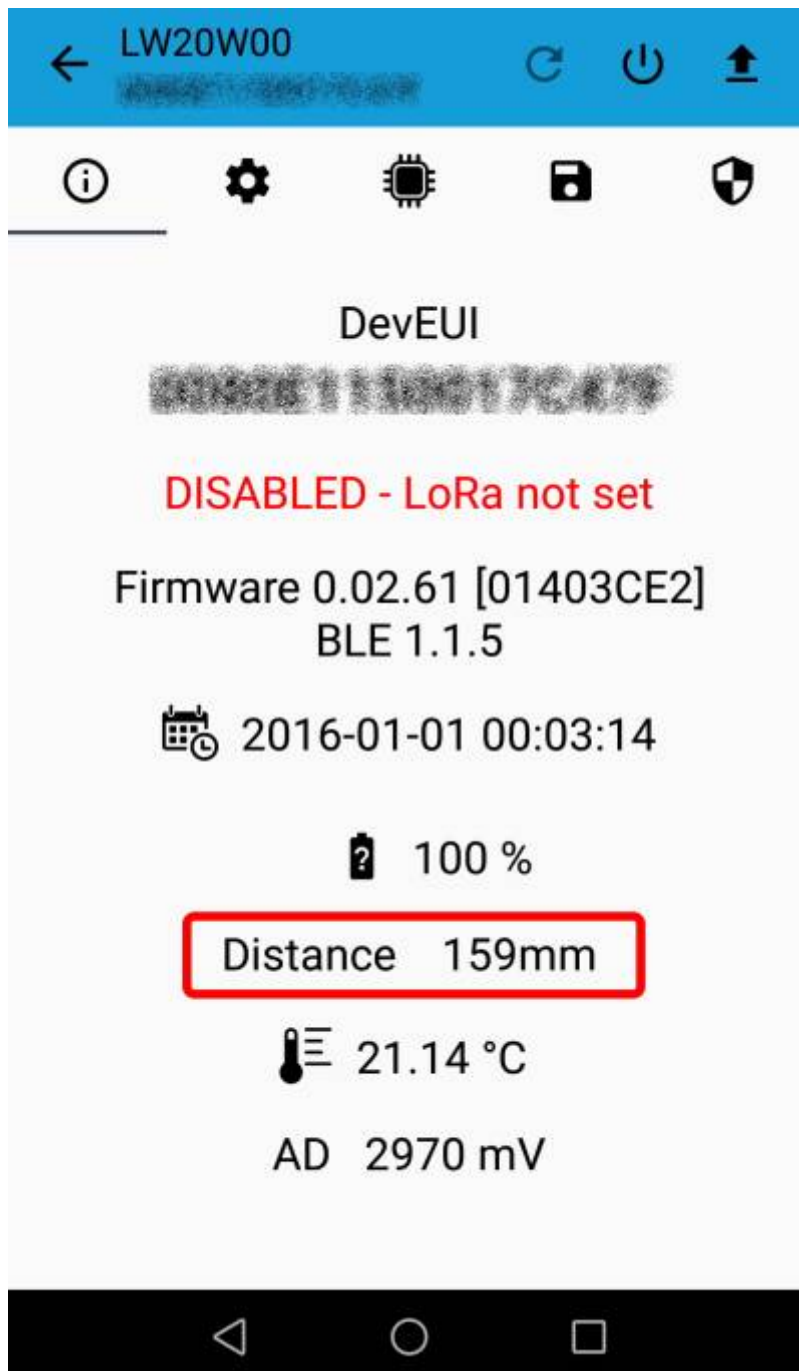 LW20W00
DevEUI
DISABLED - LoRa not set
Firmware 0.02.61 [01403CE2]
BLE 1.1.5
2016-01-01 00:03:14
? 100 %
Distance 159mm
21.14 °C
AD 2970 mV